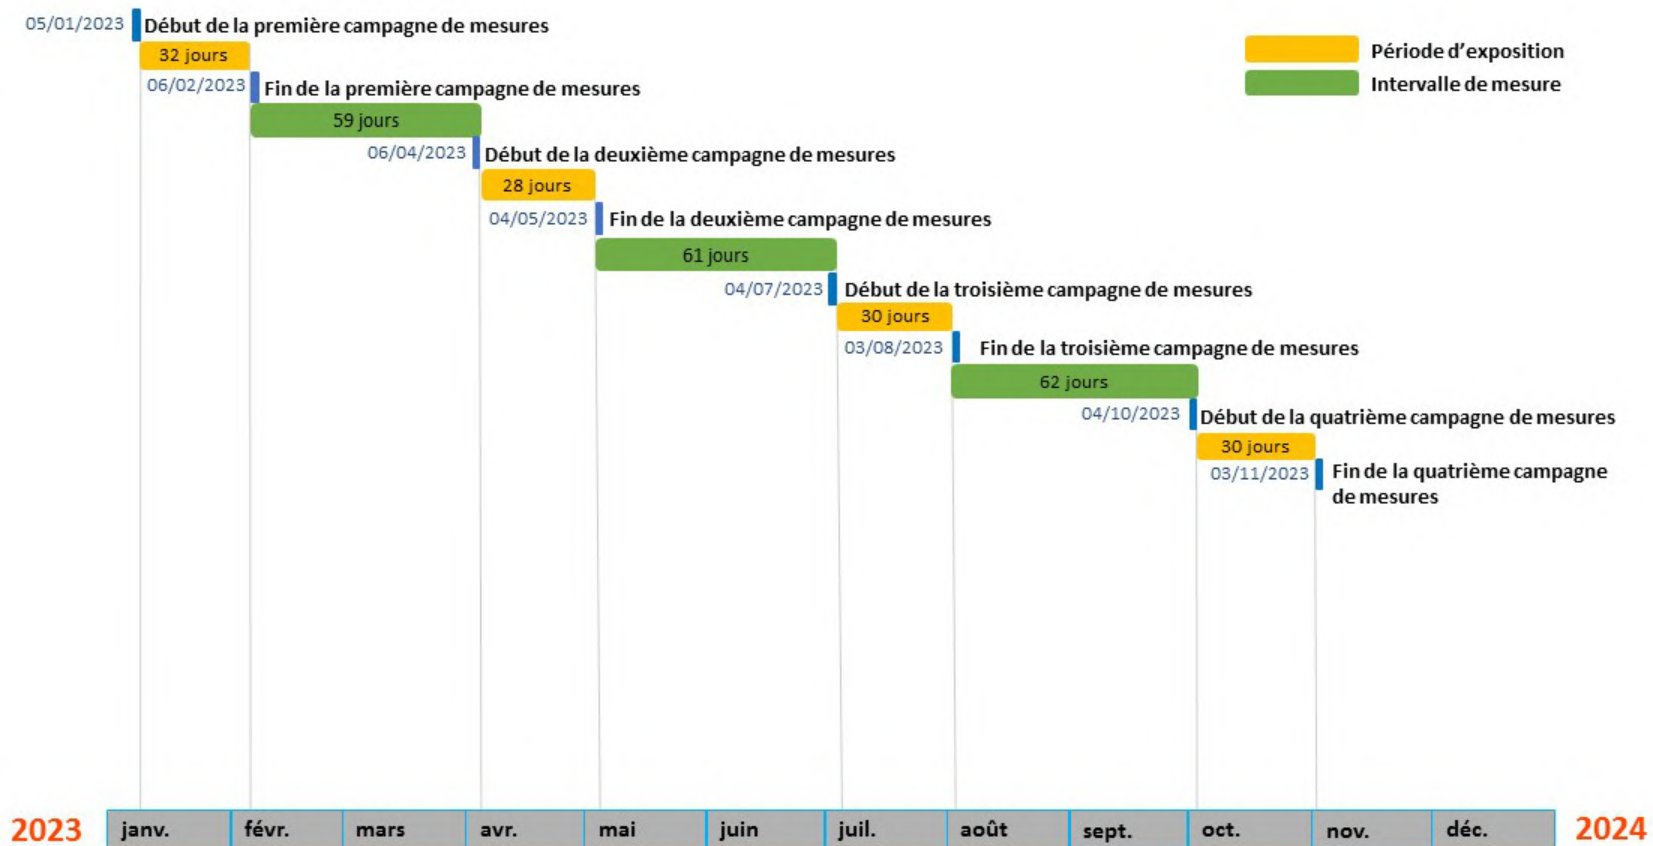 05/01/2023 Début de la première campagne de mesures
Période d'exposition
32 jours
06/02/2023 Fin de la première campagne de mesures
Intervalle de mesure
59 jours
06/04/2023 Début de la deuxième campagne de mesures
28 jours
04/05/2023 Fin de la deuxième campagne de mesures
61 jours
04/07/2023 Début de la troisième campagne de mesures
30 jours
03/08/2023 Fin de la troisième campagne de mesures
62 jours
04/10/2023 Début de la quatrième campagne de mesures
30 jours
03/11/2023 Fin de la quatrième campagne
de mesures
2023 janv. févr. mars avr. mai juin juil. août sept. oct. nov. déc. 2024